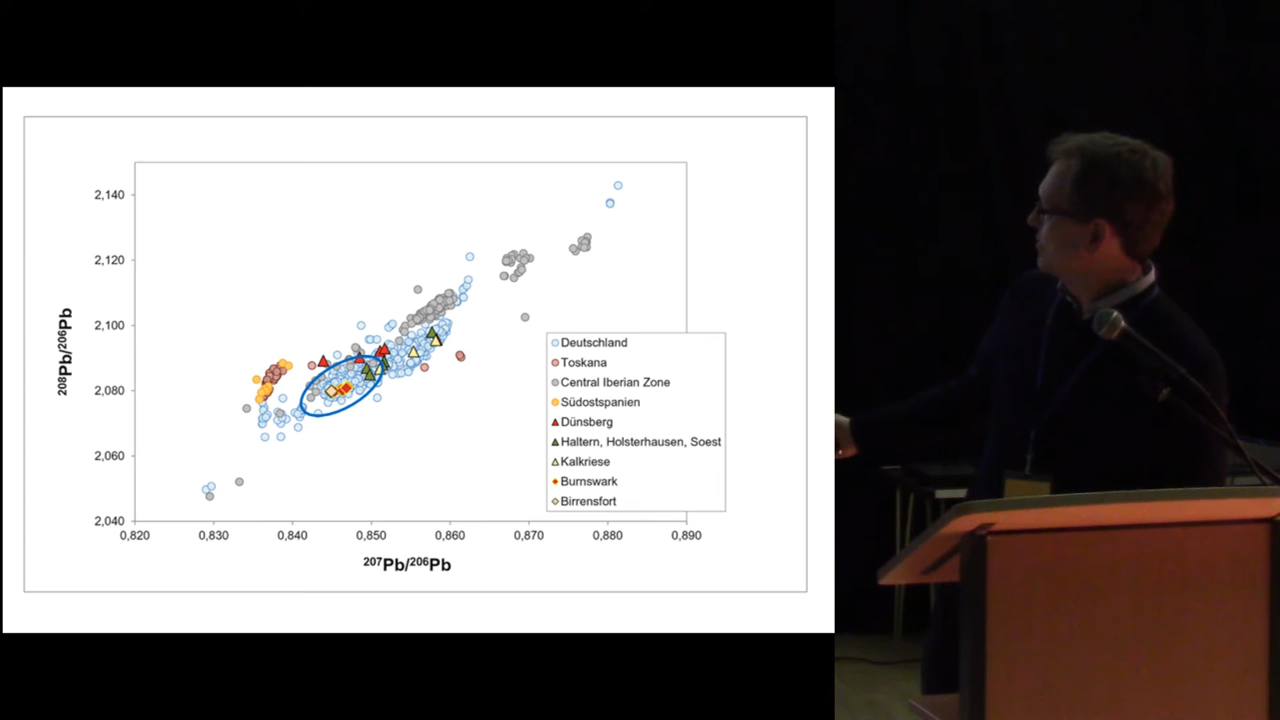 2,140
2,120
2,100
2,080
2,060
2,040
208Pb/206Pb
0,820 0,830 0,840 0,850 0,860 0,870 0,880 0,890
207Pb/206Pb
Deutschland
Toskana
Central Iberian Zone
Südostspanien
Dünsberg
Haltern, Holsterhausen, Soest
Kalkriese
Burnswark
Birrensfort